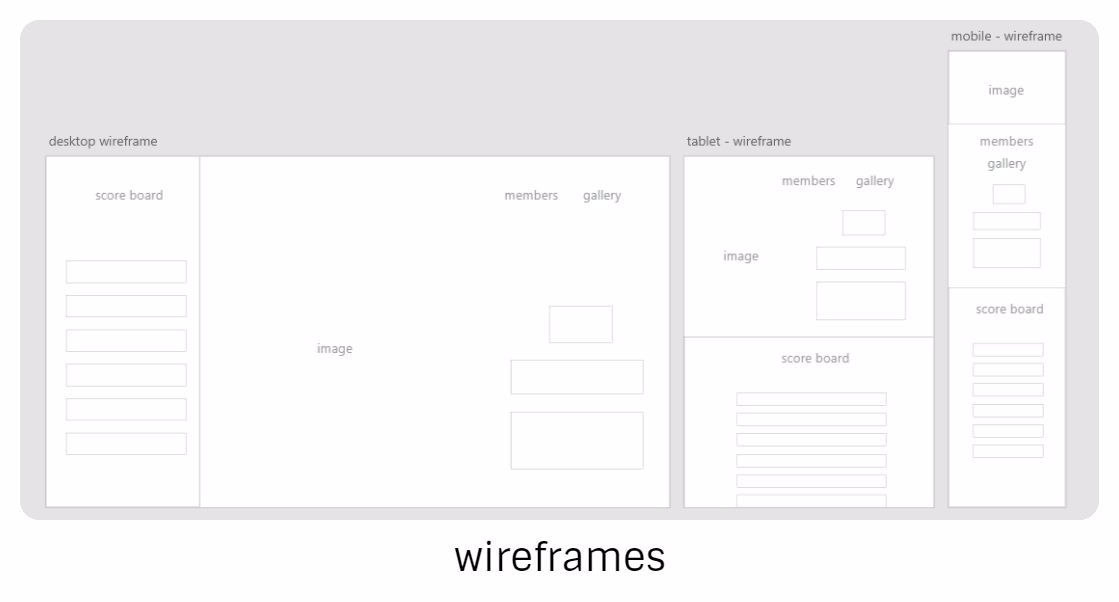 mobile - wireframe
image
members
gallery
score board
desktop wireframe
score board
members gallery
image
tablet - wireframe
members gallery
image
score board
wireframes